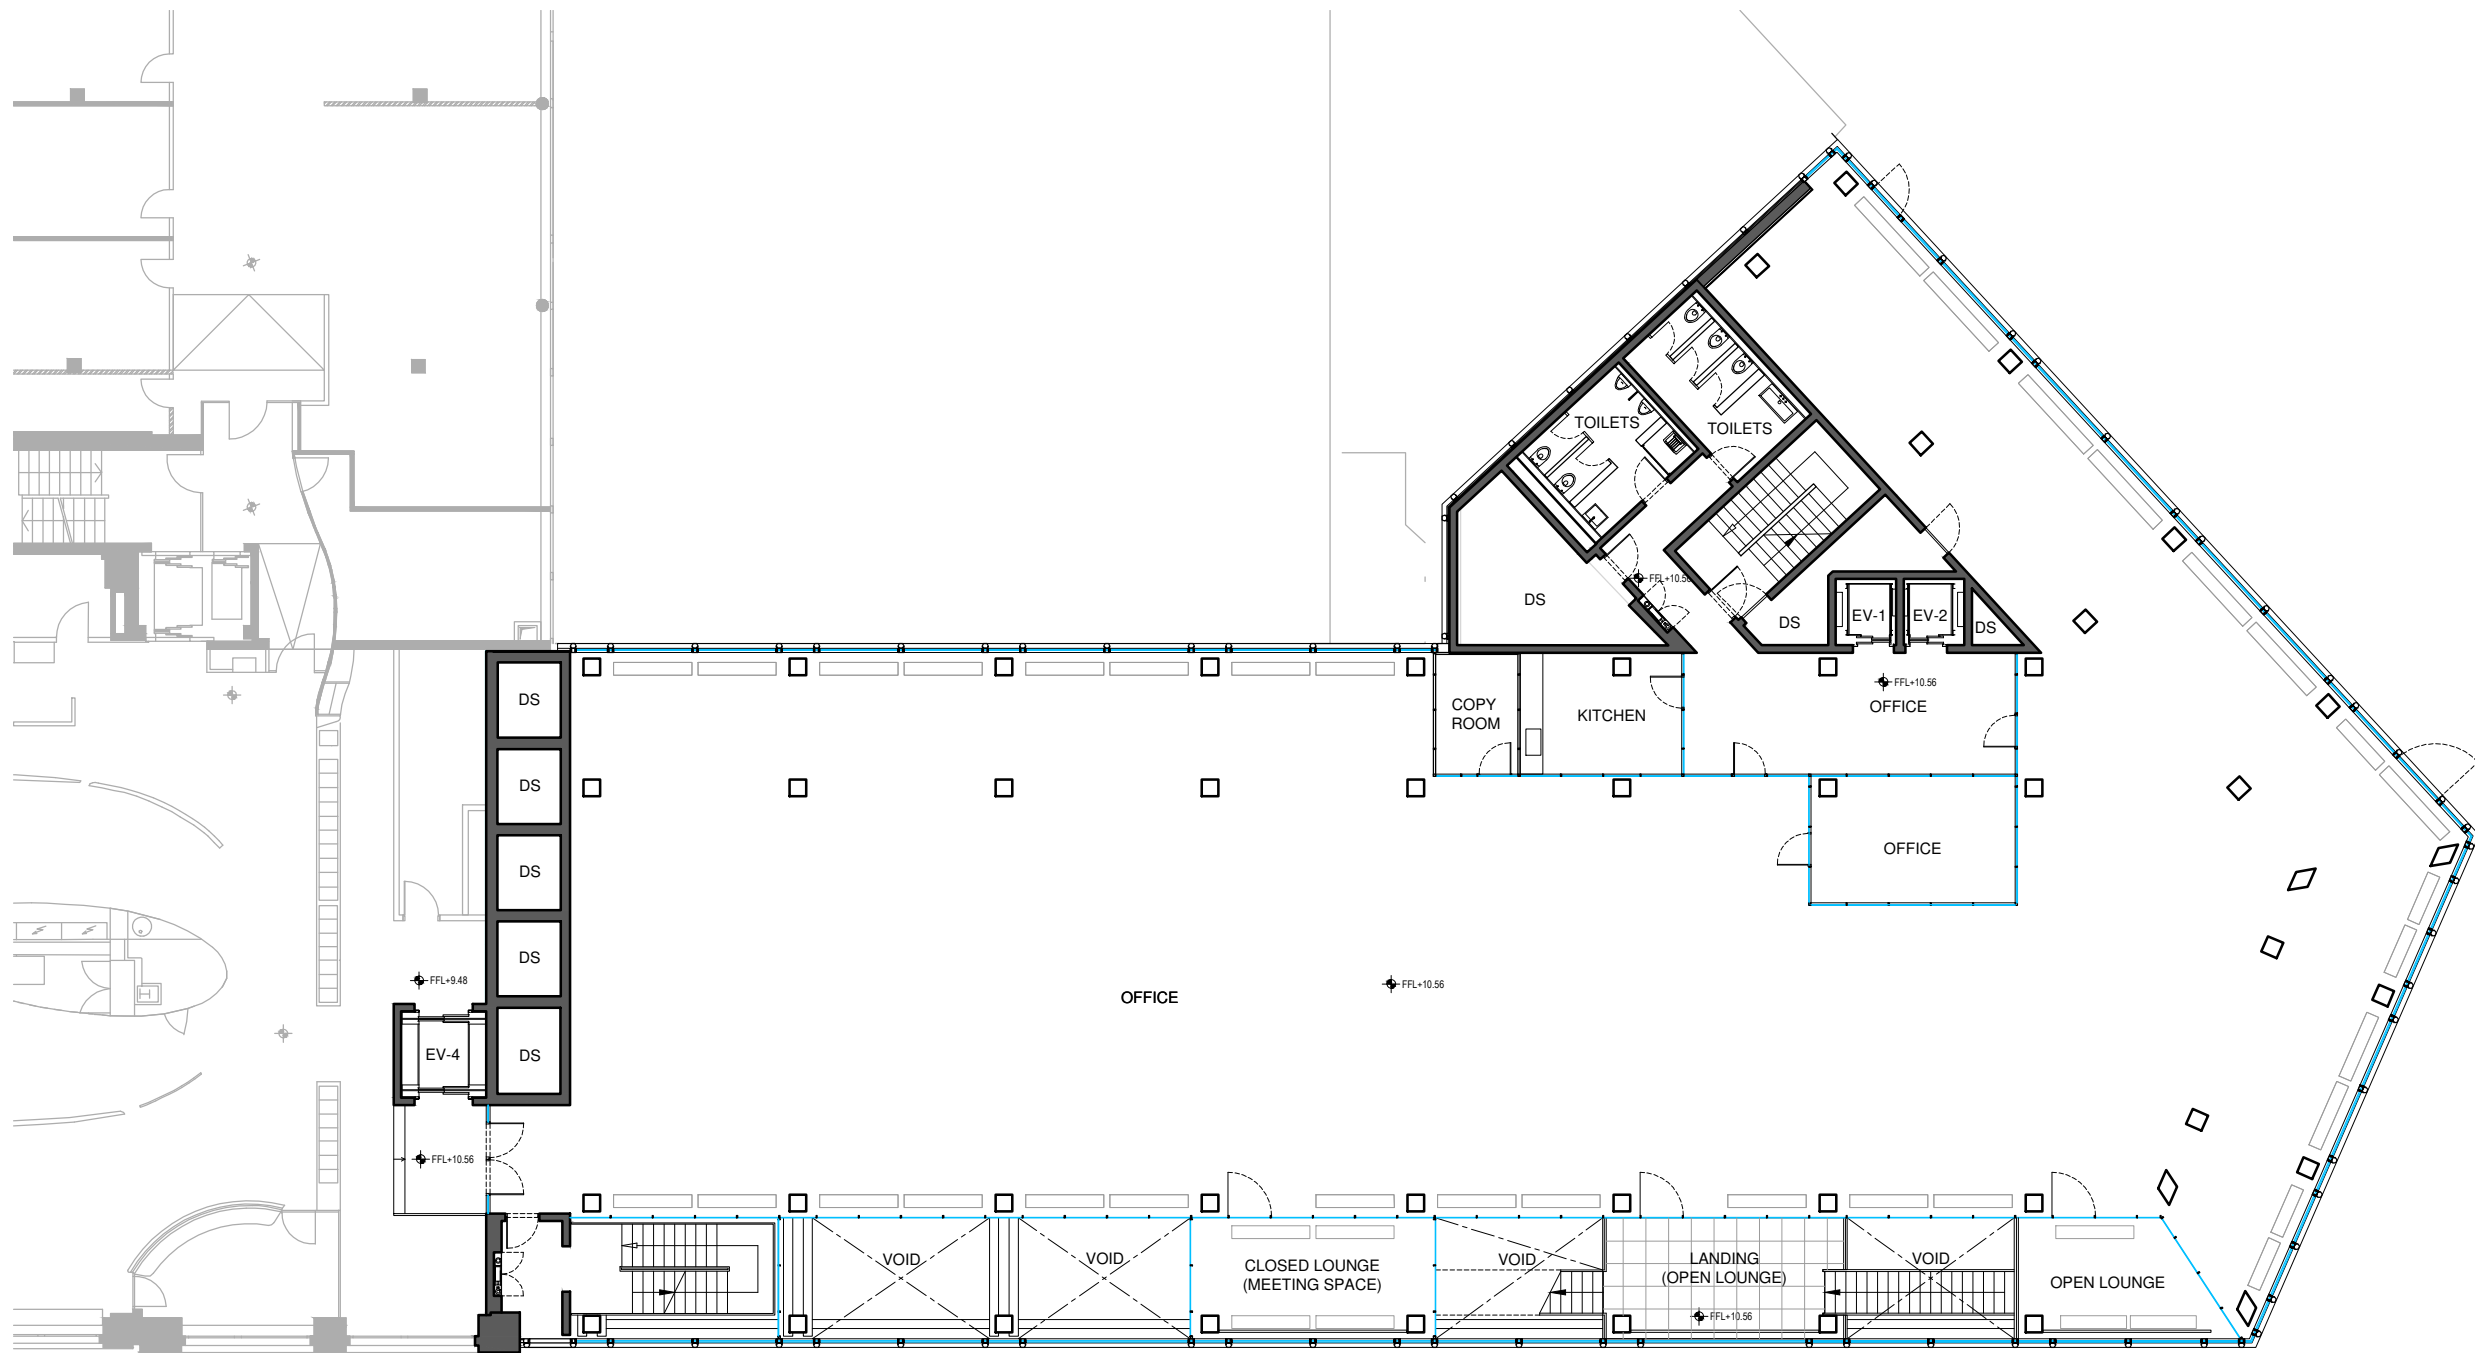 TOILETS
TOILETS
FFL+10.56
DS
DS
EV-1
EV-2
DS
DS
COPY
ROOM
KITCHEN
FFL+10.56
OFFICE
DS
OFFICE
DS
DS
FFL+9.48
OFFICE
FFL+10.56
EV-4
DS
FFL+10.56
VOID
VOID
CLOSED LOUNGE
(MEETING SPACE)
VOID
LANDING
(OPEN LOUNGE)
VOID
OPEN LOUNGE
FFL+10.56